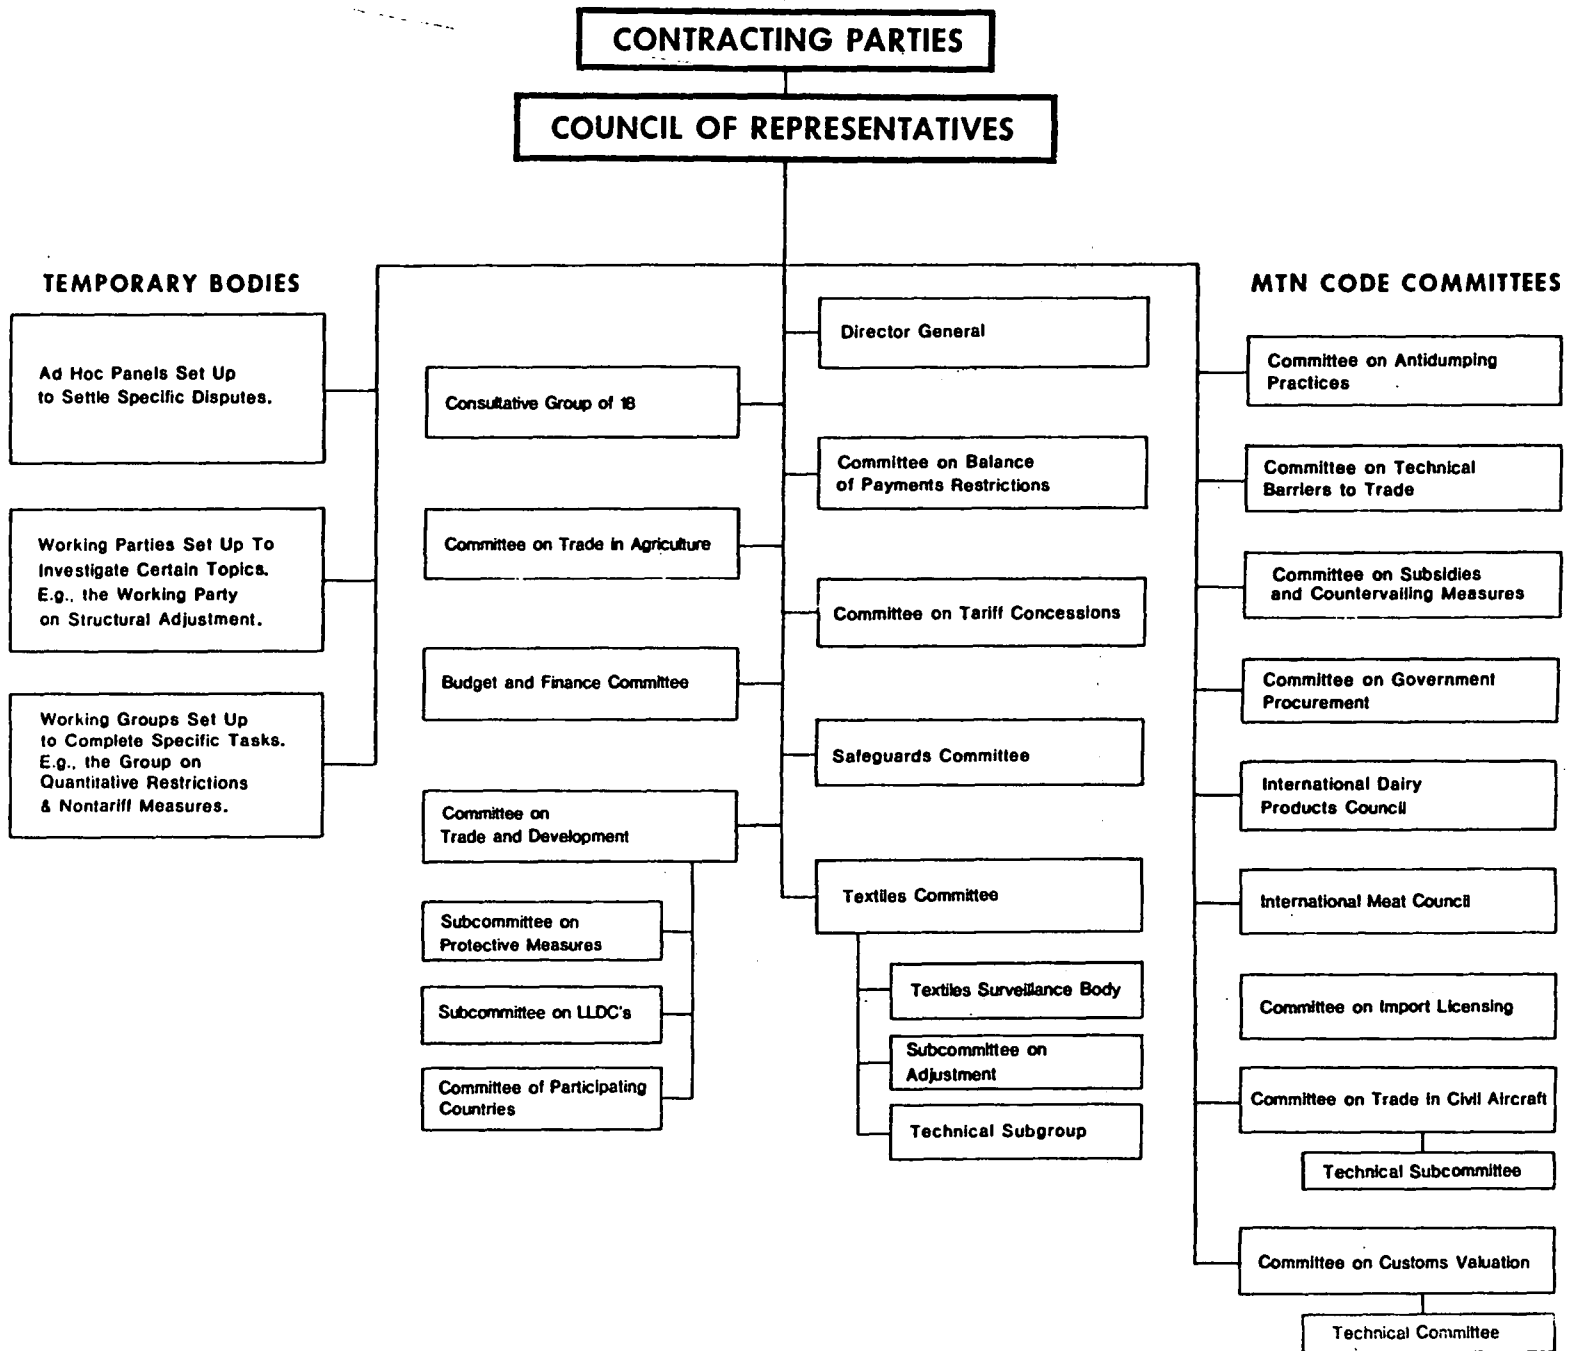 CONTRACTING PARTIES
COUNCIL OF REPRESENTATIVES
TEMPORARY BODIES
Ad Hoc Panels Set Up
to Settle Specific Disputes.
Working Parties Set Up To
Investigate Certain Topics.
E.g., the Working Party
on Structural Adjustment.
Working Groups Set Up
to Complete Specific Tasks.
E.g., the Group on
Quantitative Restrictions
& Nontariff Measures.
Consultative Group of 18
Committee on Trade in Agriculture
Budget and Finance Committee
Committee on
Trade and Development
Subcommittee on
Protective Measures
Subcommittee on LLDC's
Committee of Participating
Countries
Director General
Committee on Balance
of Payments Restrictions
Committee on Tariff Concessions
Safeguards Committee
Textiles Committee
Textiles Surveillance Body
Subcommittee on
Adjustment
Technical Subgroup
MTN CODE COMMITTEES
Committee on Antidumping
Practices
Committee on Technical
Barriers to Trade
Committee on Subsidies
and Countervailing Measures
Committee on Government
Procurement
International Dairy
Products Council
International Meat Council
Committee on Import Licensing
Committee on Trade in Civil Aircraft
Technical Subcommittee
Committee on Customs Valuation
Technical Committee